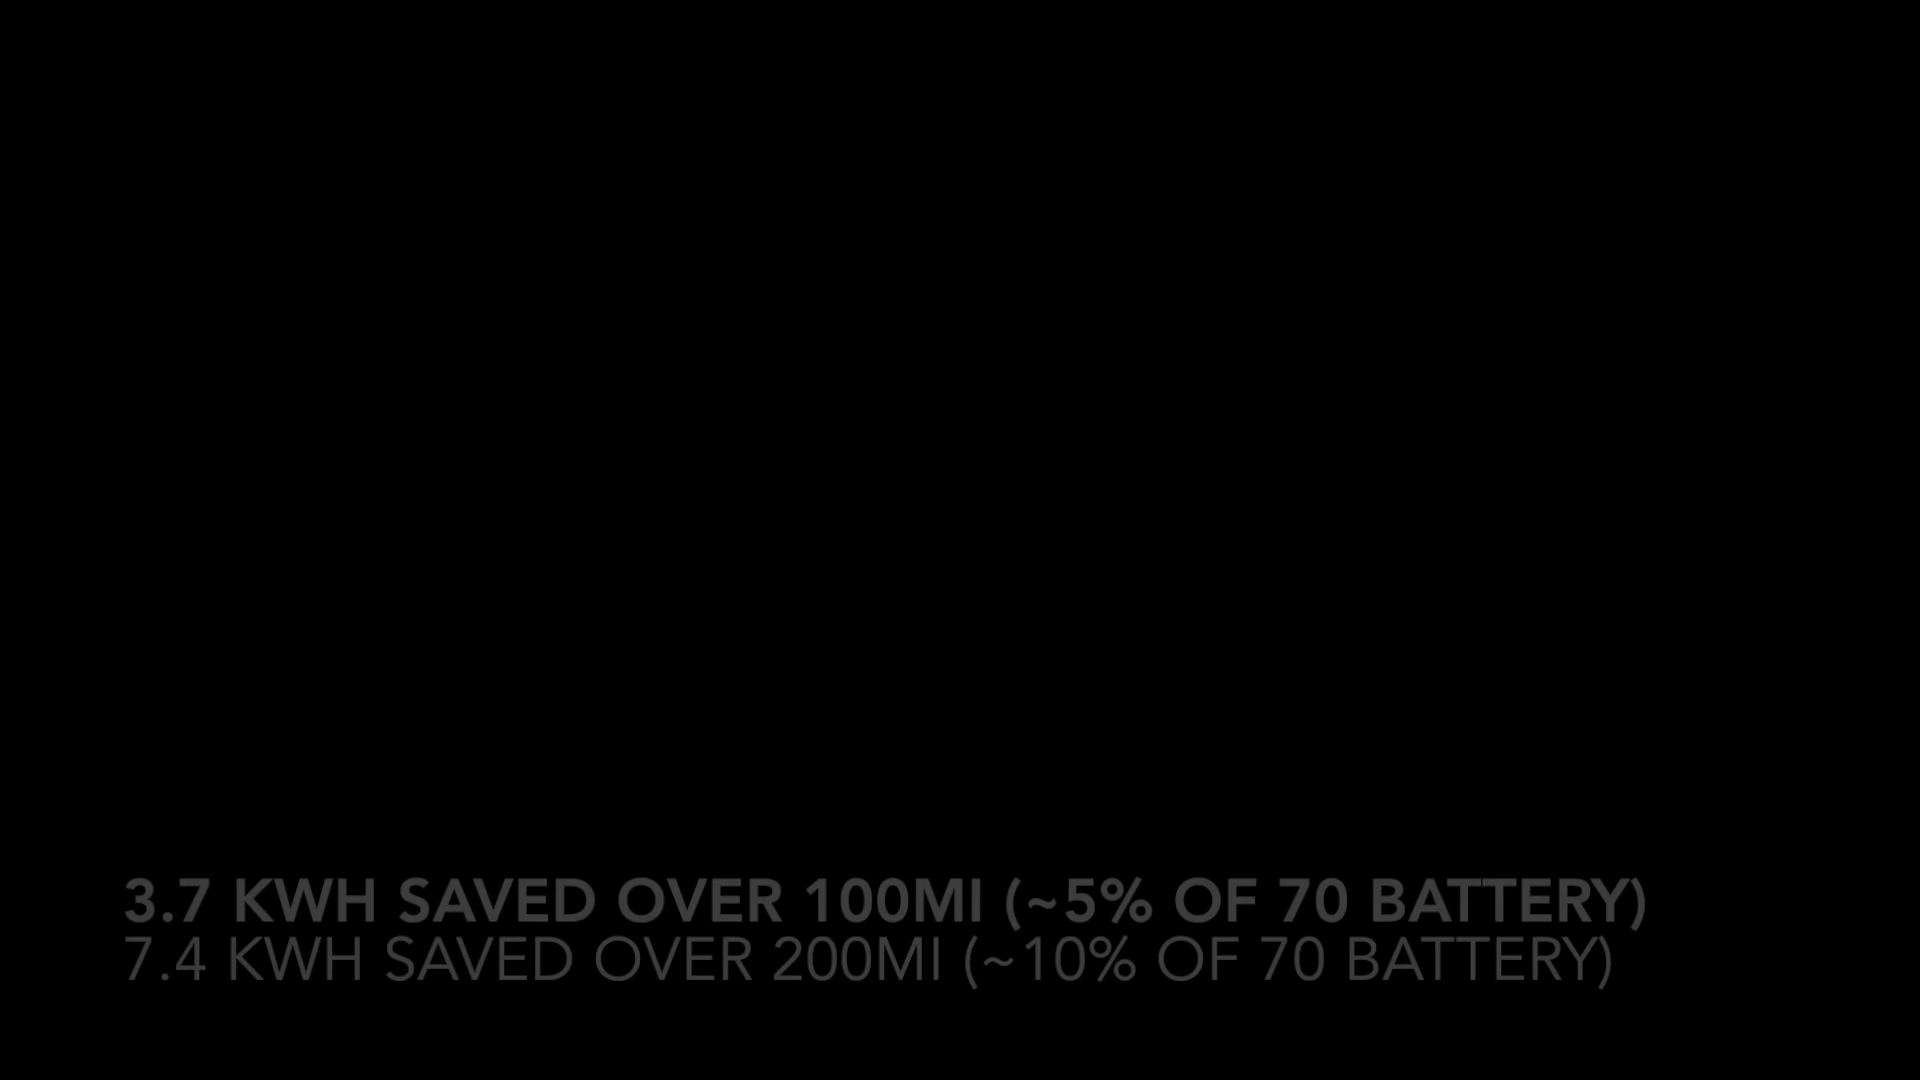 3.7 KWH SAVED OVER 100MI (~5% OF 70 BATTERY)
7.4 KWH SAVED OVER 200MI (~10% OF 70 BATTERY)